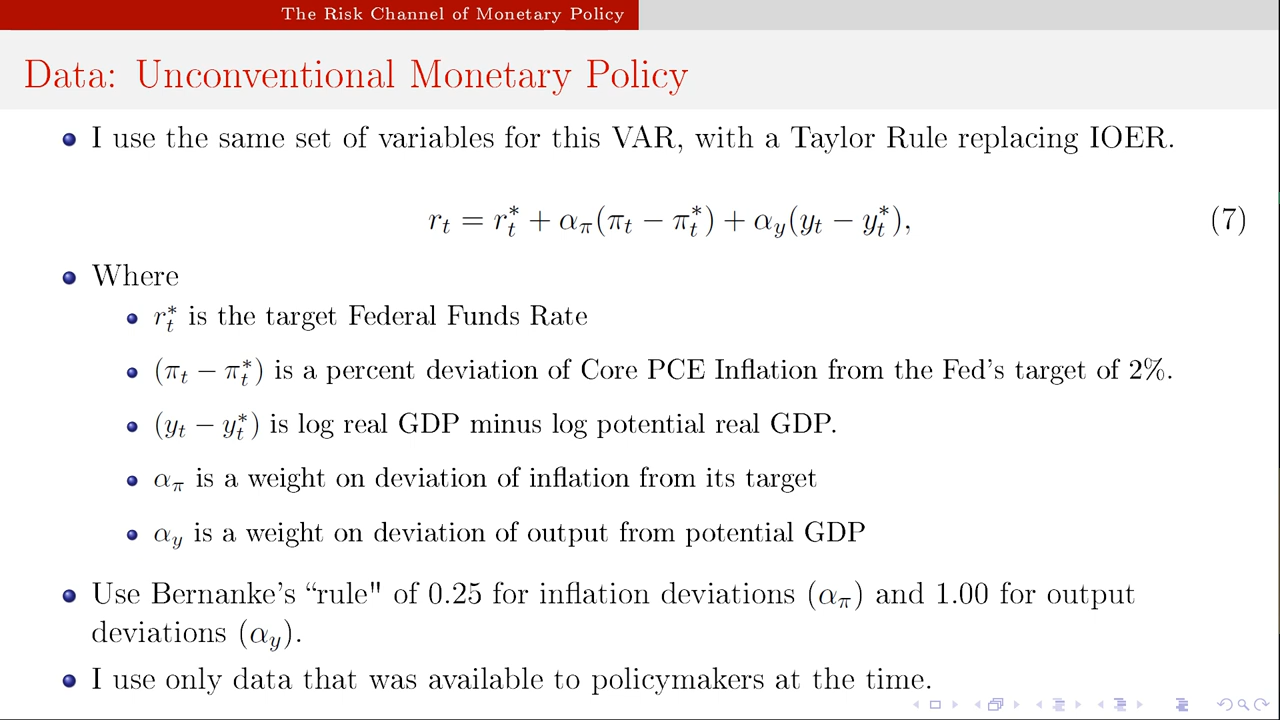 The Risk Channel of Monetary Policy
Data: Unconventional Monetary Policy
I use the same set of variables for this VAR, with a Taylor Rule replacing IOER.
r_t = r_t^* + α_π(π_t − π_t^*) + α_y(y_t − y_t^*), (7)
Where
r_t^* is the target Federal Funds Rate
(π_t − π_t^*) is a percent deviation of Core PCE Inflation from the Fed's target of 2%.
(y_t − y_t^*) is log real GDP minus log potential real GDP.
α_π is a weight on deviation of inflation from its target
α_y is a weight on deviation of output from potential GDP
Use Bernanke's “rule" of 0.25 for inflation deviations (α_π) and 1.00 for output
deviations (α_y).
I use only data that was available to policymakers at the time.